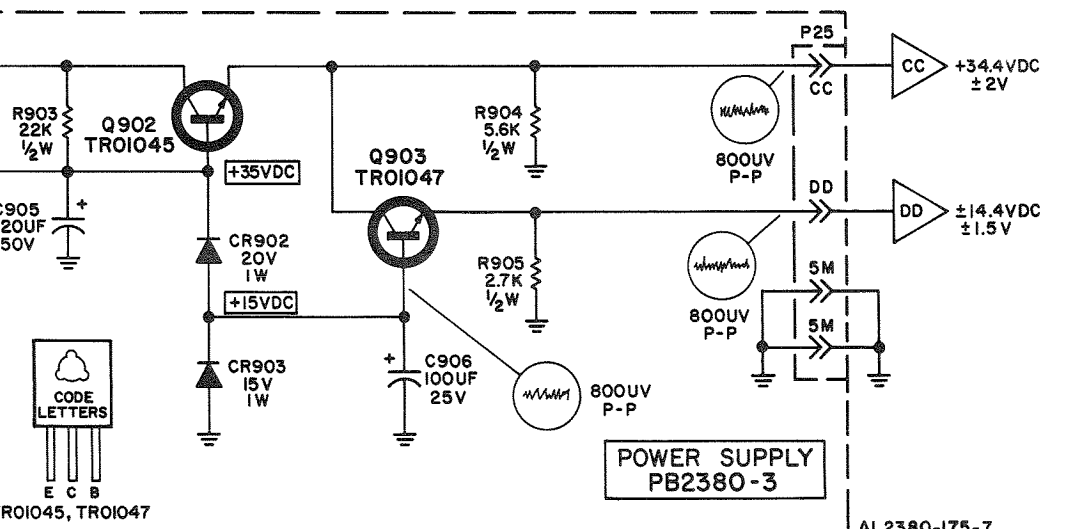 P25
CC
+34.4VDC
±2V
CC
R903
22K
½W
Q902
TR01045
+35VDC
R904
5.6K
½W
800UV
P-P
Q903
TR01047
DD
DD
±14.4VDC
±1.5V
C905
20UF
50V
+
CR902
20V
1W
R905
2.7K
½W
800UV
P-P
5M
5M
+15VDC
CR903
15V
1W
+
C906
100UF
25V
800UV
P-P
CODE
LETTERS
E C B
TR01045, TR01047
POWER SUPPLY
PB2380-3
AL2380-175-7